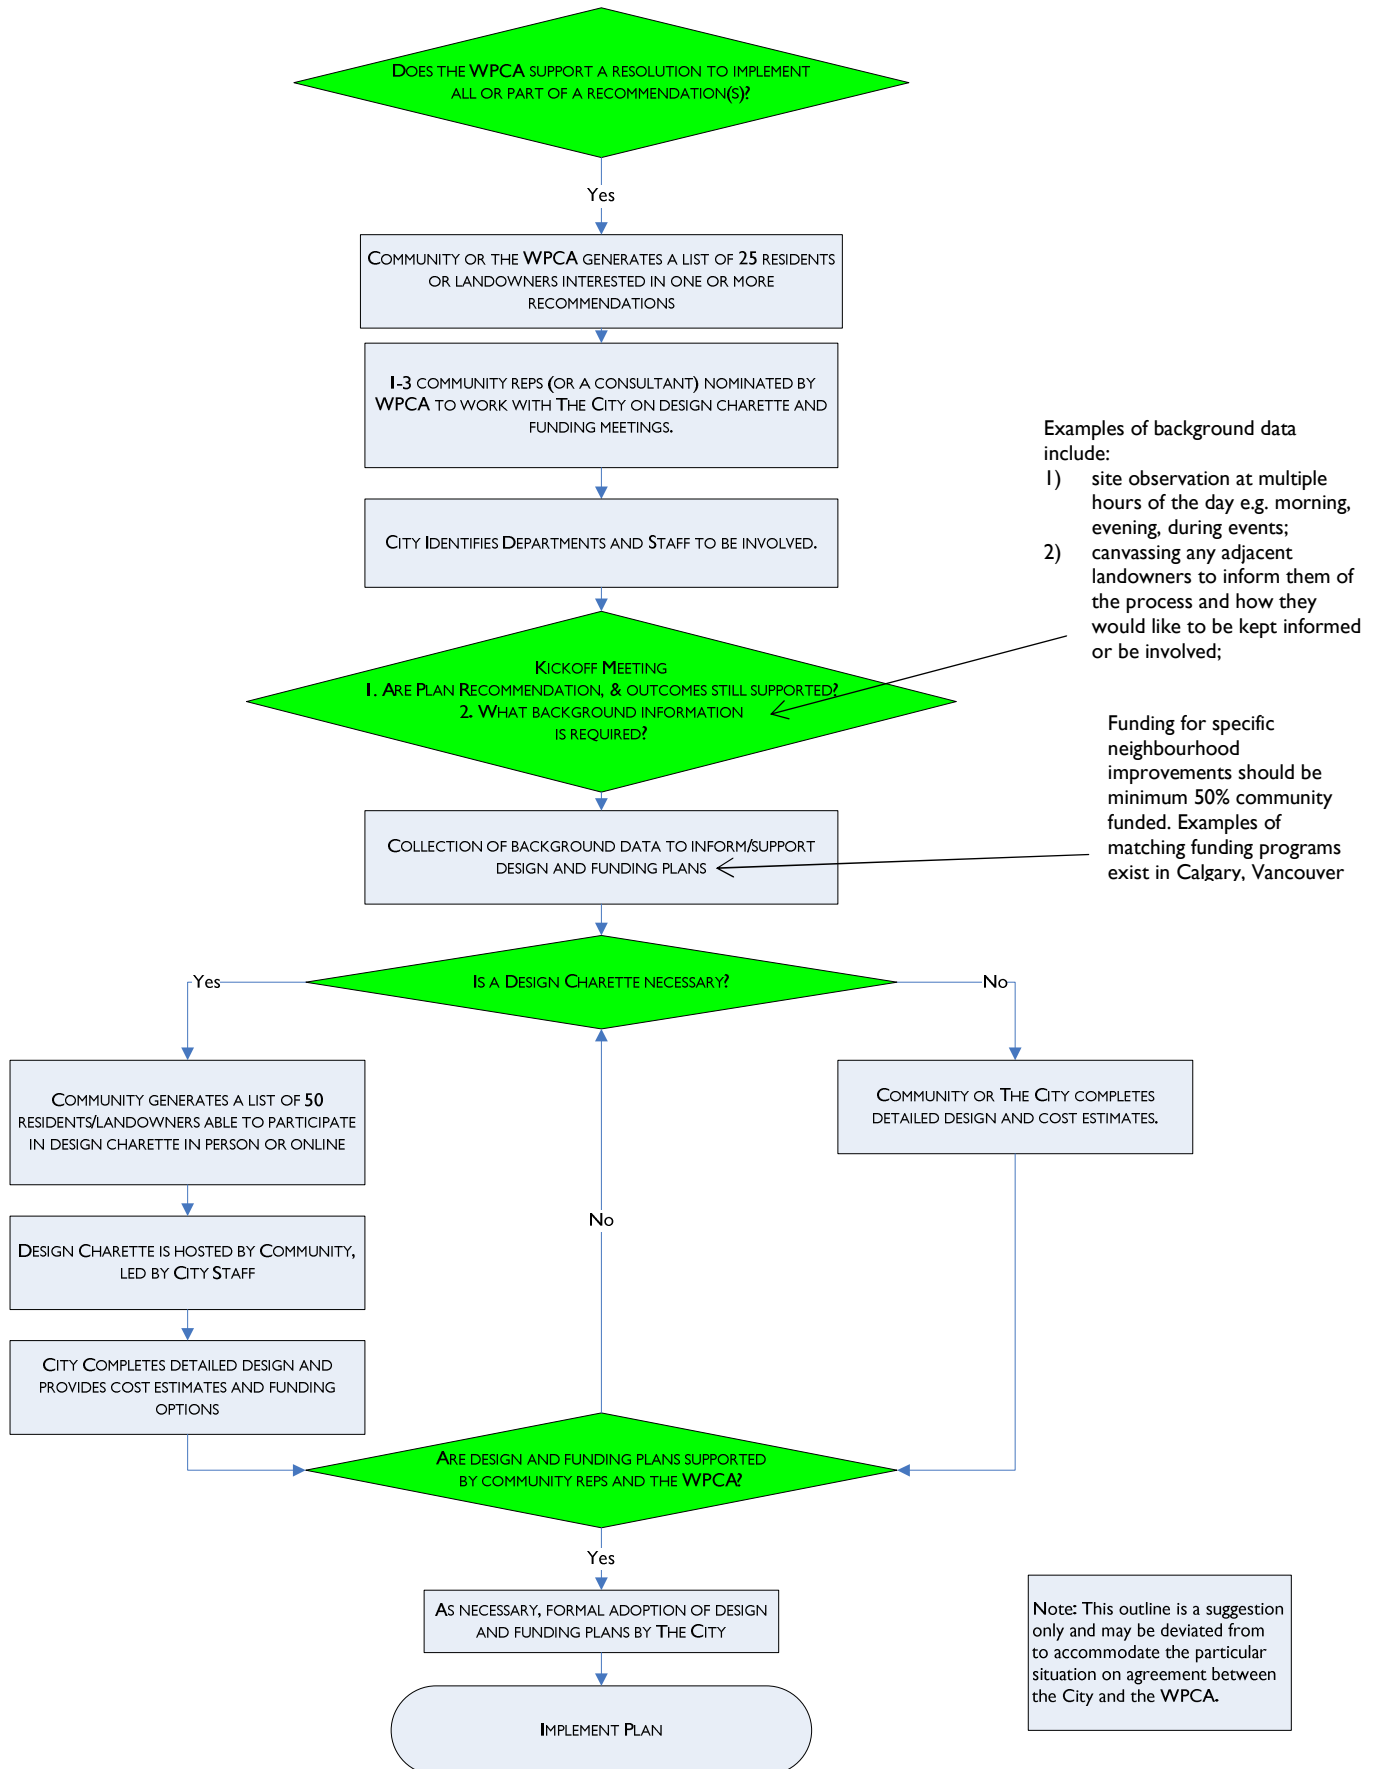 DOES THE WPCA SUPPORT A RESOLUTION TO IMPLEMENT
ALL OR PART OF A RECOMMENDATION(S)?
Yes
COMMUNITY OR THE WPCA GENERATES A LIST OF 25 RESIDENTS
OR LANDOWNERS INTERESTED IN ONE OR MORE
RECOMMENDATIONS
1-3 COMMUNITY REPS (OR A CONSULTANT) NOMINATED BY
WPCA TO WORK WITH THE CITY ON DESIGN CHARETTE AND
FUNDING MEETINGS.
CITY IDENTIFIES DEPARTMENTS AND STAFF TO BE INVOLVED.
Examples of background data
include:
1) site observation at multiple
hours of the day e.g. morning,
evening, during events;
2) canvassing any adjacent
landowners to inform them of
the process and how they
would like to be kept informed
or be involved;
KICKOFF MEETING
1. ARE PLAN RECOMMENDATION, & OUTCOMES STILL SUPPORTED?
2. WHAT BACKGROUND INFORMATION
IS REQUIRED?
Funding for specific
neighbourhood
improvements should be
minimum 50% community
funded. Examples of
matching funding programs
exist in Calgary, Vancouver
COLLECTION OF BACKGROUND DATA TO INFORM/SUPPORT
DESIGN AND FUNDING PLANS
IS A DESIGN CHARETTE NECESSARY?
Yes
No
COMMUNITY GENERATES A LIST OF 50
RESIDENTS/LANDOWNERS ABLE TO PARTICIPATE
IN DESIGN CHARETTE IN PERSON OR ONLINE
COMMUNITY OR THE CITY COMPLETES
DETAILED DESIGN AND COST ESTIMATES.
DESIGN CHARETTE IS HOSTED BY COMMUNITY,
LED BY CITY STAFF
No
CITY COMPLETES DETAILED DESIGN AND
PROVIDES COST ESTIMATES AND FUNDING
OPTIONS
ARE DESIGN AND FUNDING PLANS SUPPORTED
BY COMMUNITY REPS AND THE WPCA?
Yes
AS NECESSARY, FORMAL ADOPTION OF DESIGN
AND FUNDING PLANS BY THE CITY
IMPLEMENT PLAN
Note: This outline is a suggestion
only and may be deviated from
to accommodate the particular
situation on agreement between
the City and the WPCA.